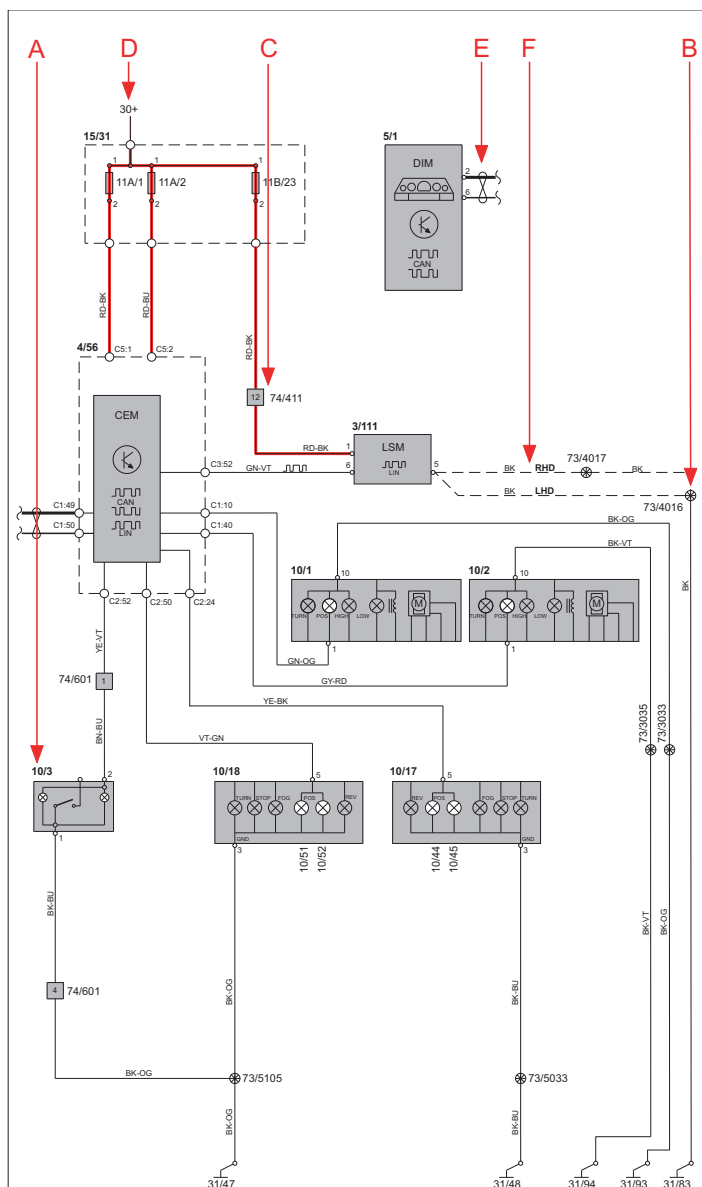 A D C E F B
30+
15/31
5/1
1 1 1
11A/1 11A/2 11B/23
2 2 2
DIM
2
6
CAN
RD-BK RD-BU RD-BK
4/56
C5:1 C5:2
12 74/411
CEM
3/111
RD-BK 1
LSM
LIN
C3:52 GN-VT 6
5 BK RHD 73/4017 BK
BK LHD
73/4016
CAN
LIN
C1:49
C1:50
C1:10
C1:40
BK-OG
BK-VT
10/1 10 10/2 10
BK
TURN POS HIGH LOW M
TURN POS HIGH LOW M
C2:52 C2:50 C2:24
1 1
GN-OG
GY-RD
YE-VT
74/601 1
YE-BK
BN-BU
VT-GN
73/3035 73/3033
10/3 2
10/18 5
10/17 5
TURN STOP FOG POS REV
REV POS FOG STOP TURN
1
GND
3
10/51 10/52
10/44 10/45
GND
3
BK-BU
BK-VT BK-OG
4 74/601
BK-OG
BK-BU
BK-OG
73/5105
73/5033
BK-OG
BK-BU
31/47 31/48 31/94 31/93 31/83